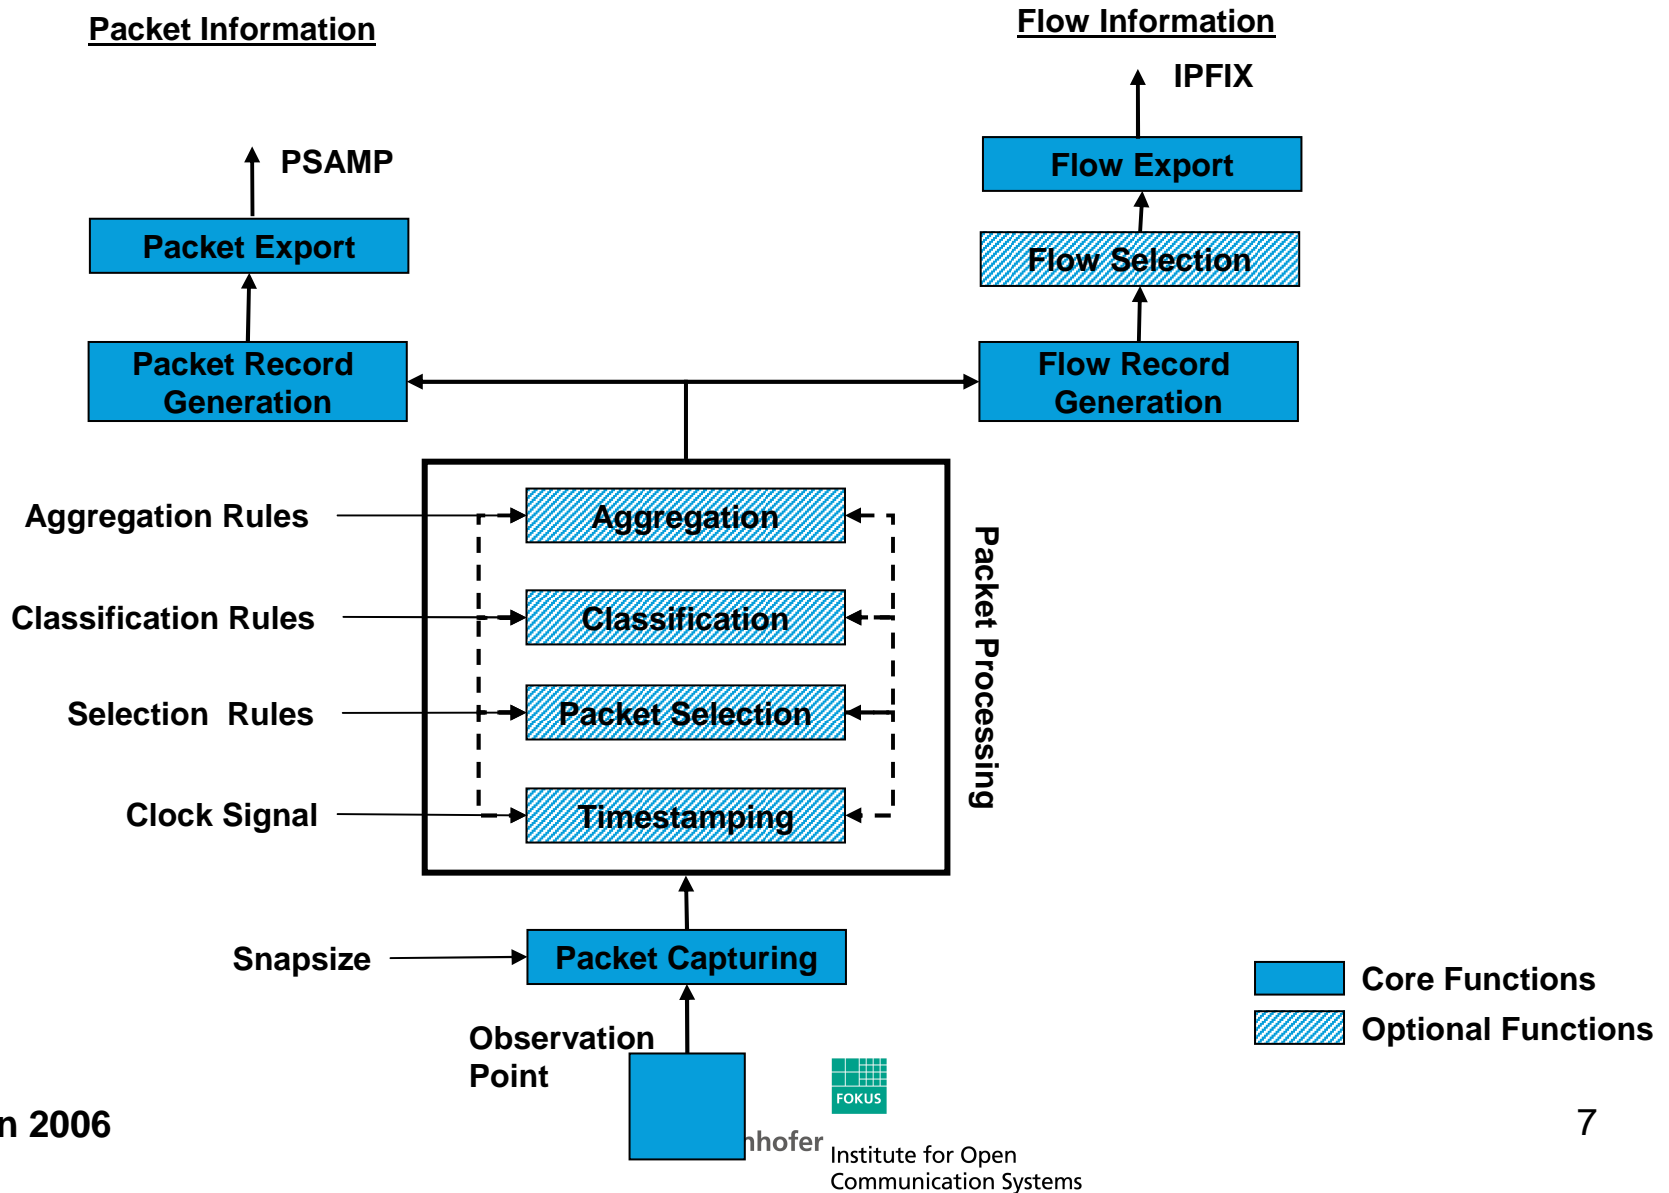 Packet Information
Flow Information
IPFIX
PSAMP
Flow Export
Packet Export
Flow Selection
Packet Record
Generation
Flow Record
Generation
Aggregation Rules
Aggregation
Classification Rules
Classification
Selection Rules
Packet Selection
Clock Signal
Timestamping
Packet Processing
Snapsize
Packet Capturing
Core Functions
Optional Functions
Observation
Point
FOKUS
n 2006
nhofer
Institute for Open
Communication Systems
7